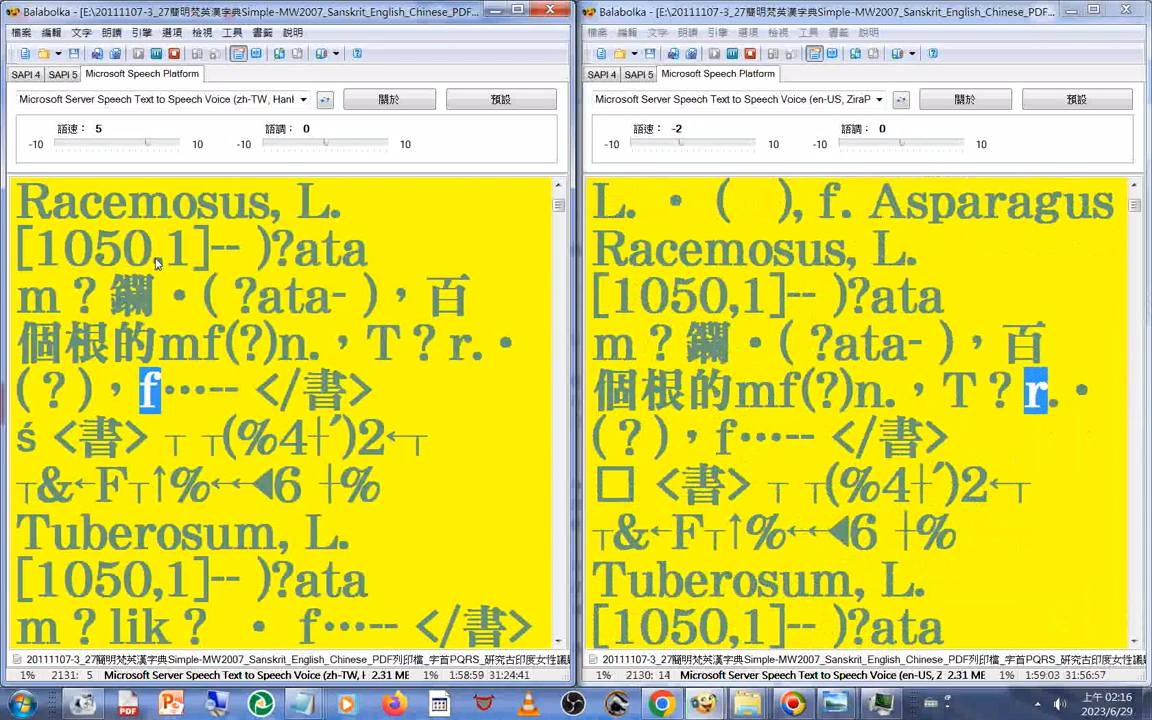 Balabolka - [E:\20111107-3_27簡明梵英漢字典Simple-MW2007_Sanskrit_English_Chinese_PDF...
檔案 編輯 文字 朗讀 引擎 選項 檢視 工具 書籤 說明
SAPI 4 SAPI 5 Microsoft Speech Platform
Microsoft Server Speech Text to Speech Voice (zh-TW, HanH 關於 預設
語速： 5 語調： 0
-10 10 -10 10
Racemosus, L.
[1050,1]-- )?ata
m？钄・( ?ata- )，百
個根的mf(?)n.，T？r.・
(？)，f…-- </書>
ś <書>┬ ┬(%4┼′)2←┬
┬&←F┬↑%←←◀6 ┼%
Tuberosum, L.
[1050,1]-- )?ata
m？lik？ ・ f…-- </書>
20111107-3_27簡明梵英漢字典Simple-MW2007_Sanskrit_English_Chinese_PDF列印檔_字首PQRS_研究古印度女性議
1% 2131: 5 Microsoft Server Speech Text to Speech Voice (zh-TW, H 2.31 ME 1% 1:58:59 31:24:41
Balabolka - [E:\20111107-3_27簡明梵英漢字典Simple-MW2007_Sanskrit_English_Chinese_PDF...
檔案 編輯 文字 朗讀 引擎 選項 檢視 工具 書籤 說明
SAPI 4 SAPI 5 Microsoft Speech Platform
Microsoft Server Speech Text to Speech Voice (en-US, ZiraP 關於 預設
語速： -2 語調： 0
-10 10 -10 10
L. ・ ( ), f. Asparagus
Racemosus, L.
[1050,1]-- )?ata
m？钄・( ?ata- )，百
個根的mf(?)n.，T？r.・
(？)，f…-- </書>
□ <書>┬ ┬(%4┼′)2←┬
┬&←F┬↑%←←◀6 ┼%
Tuberosum, L.
[1050,1]-- )?ata
20111107-3_27簡明梵英漢字典Simple-MW2007_Sanskrit_English_Chinese_PDF列印檔_字首PQRS_研究古印度女性議
1% 2130: 14 Microsoft Server Speech Text to Speech Voice (en-US, Z 2.31 ME 1% 1:59:03 31:56:57
PDF
上午 02:16
2023/6/29